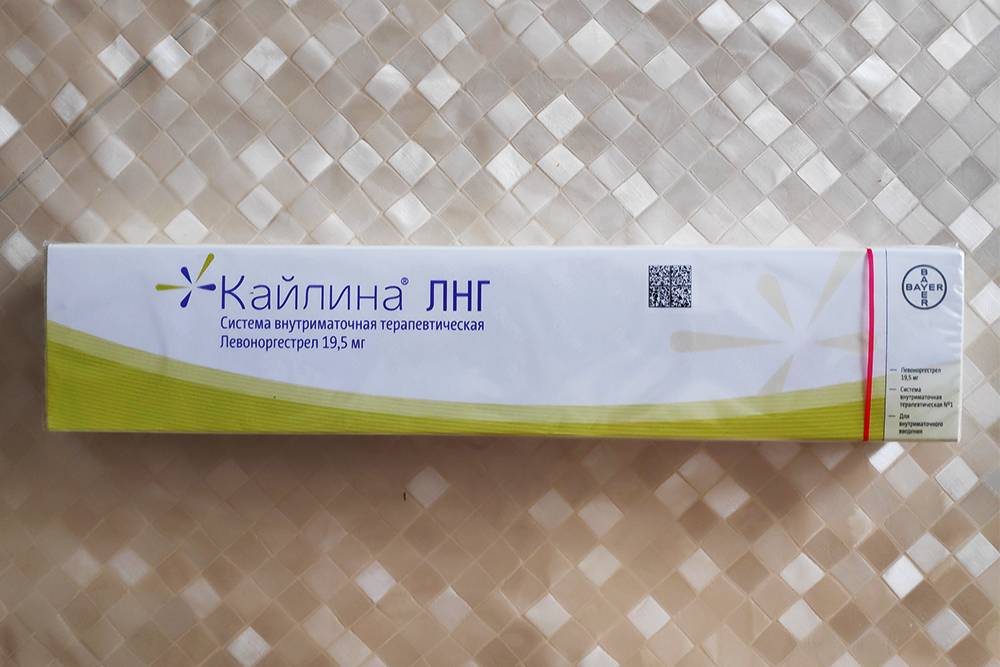 Кайлина® ЛНГ
Система внутриматочная терапевтическая
Левоноргестрел 19,5 мг
BAYER
BAYER
— Левоноргестрел
19,5 мг
— Система
внутриматочная
терапевтическая №1
— Для
внутриматочного
введения